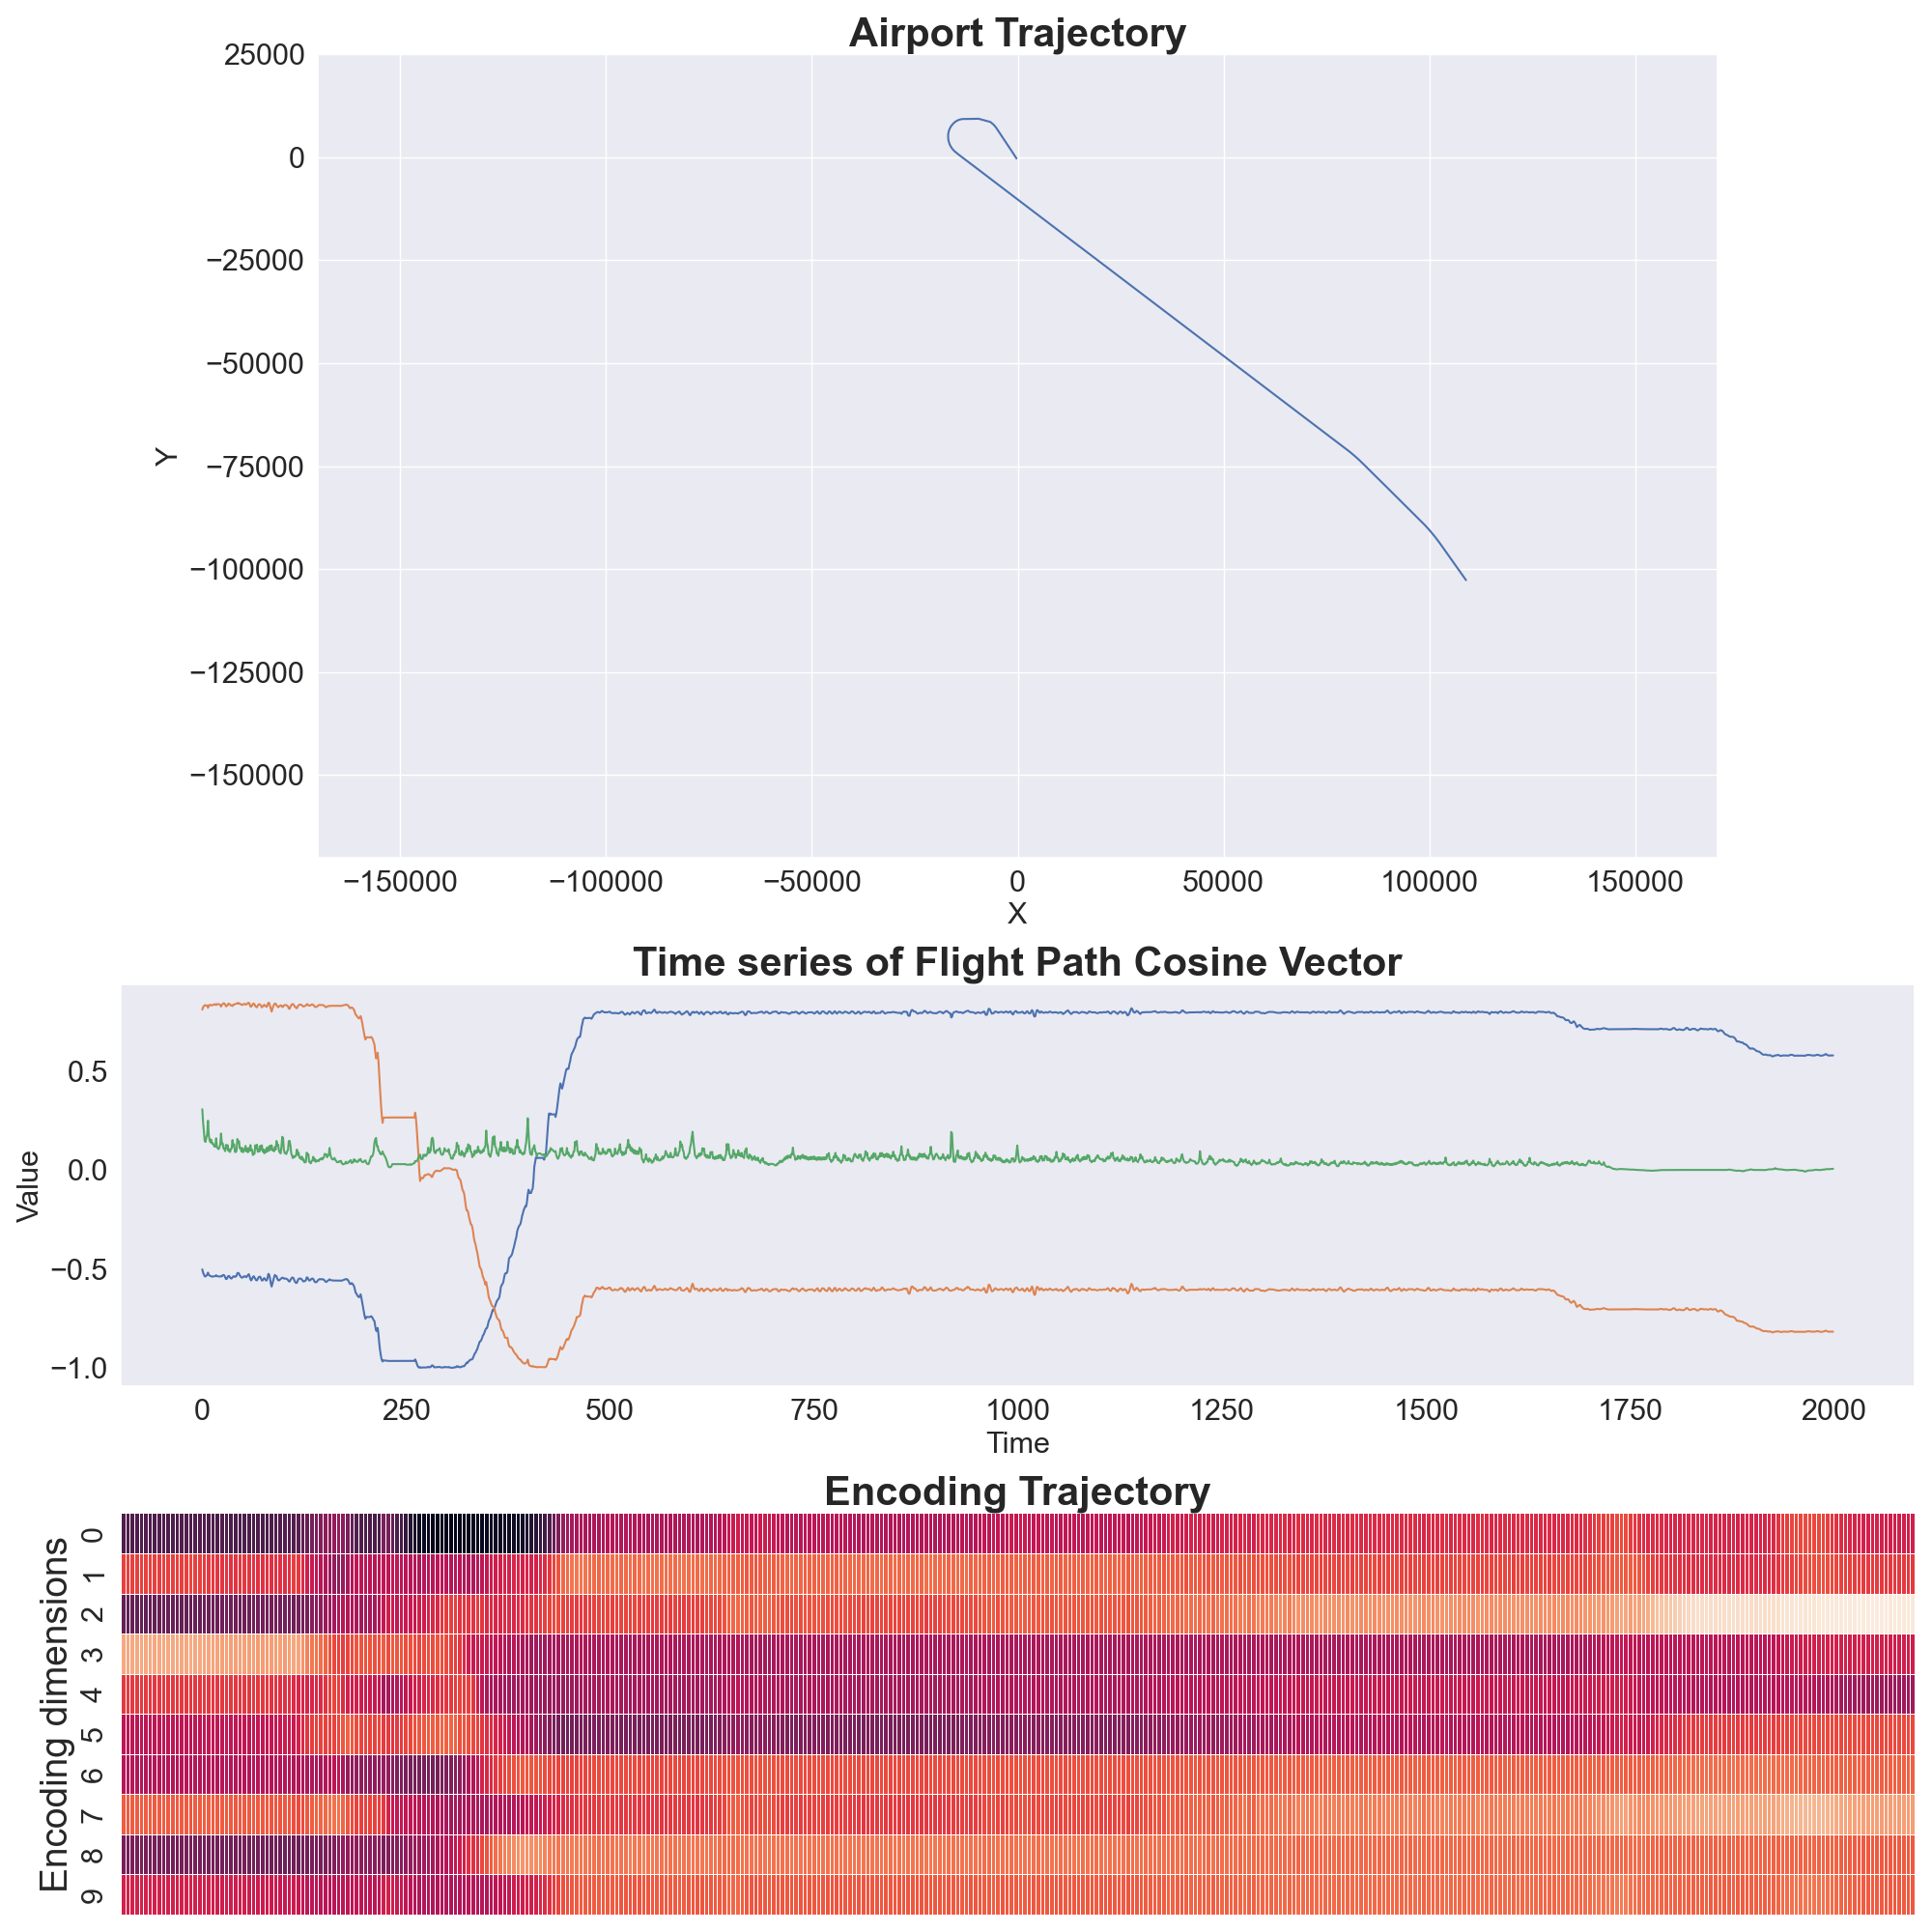 Airport Trajectory
25000
0
−25000
−50000
−75000
−100000
−125000
−150000
Y
−150000 −100000 −50000 0 50000 100000 150000
X
Time series of Flight Path Cosine Vector
0.5
0.0
−0.5
−1.0
Value
0 250 500 750 1000 1250 1500 1750 2000
Time
Encoding Trajectory
Encoding dimensions
0
1
2
3
4
5
6
7
8
9